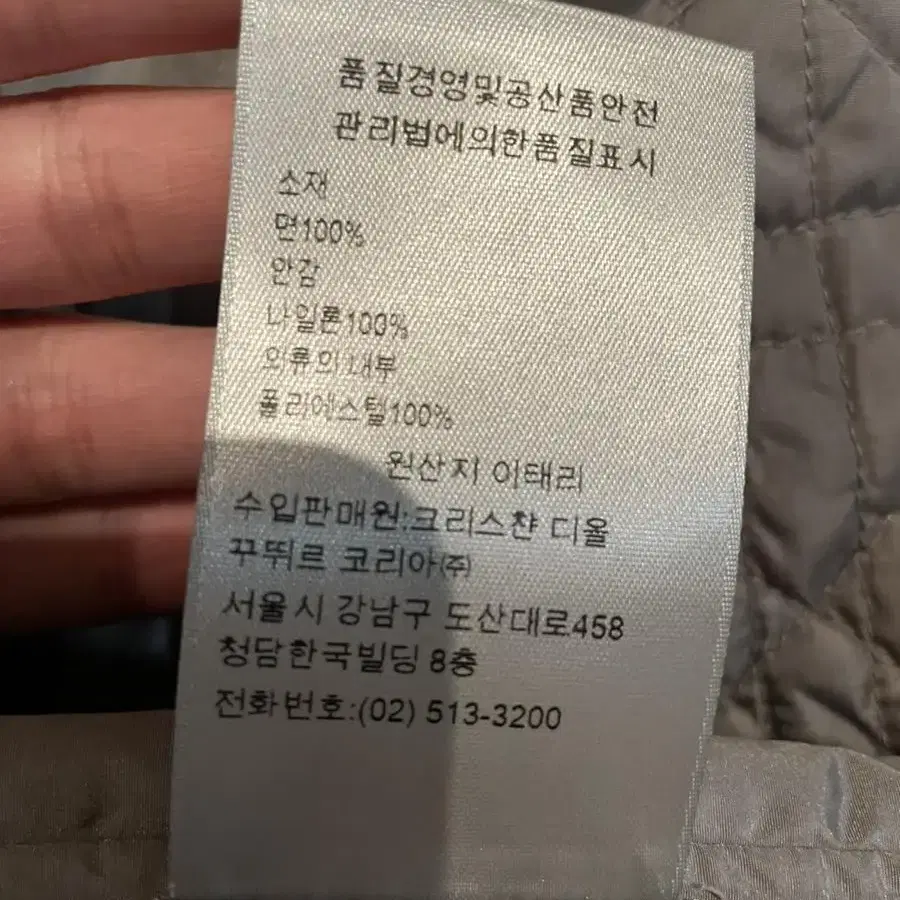 품질경영및공산품안전
관리법에의한품질표시
소재
면100%
안감
나일론100%
의류의 내부
폴리에스틸100%
원산지 이태리
수입판매원:크리스챤 디올
꾸뛰르 코리아㈜
서울시 강남구 도산대로458
청담한국빌딩 8층
전화번호:(02) 513-3200